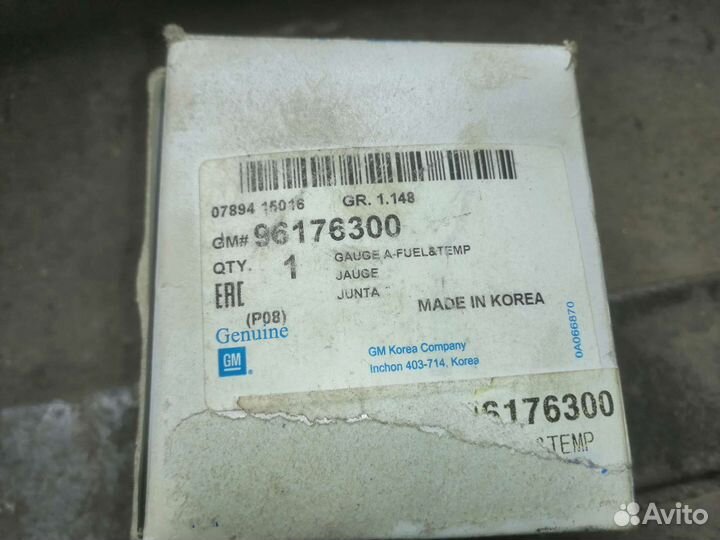 07894 15016 GR. 1.148
GM# 96176300
QTY. 1 GAUGE A-FUEL&TEMP
JAUGE
JUNTA
EAC
MADE IN KOREA
(P08)
Genuine
GM
GM Korea Company
Inchon 403-714, Korea
0A066870
6176300
&TEMP
Avito